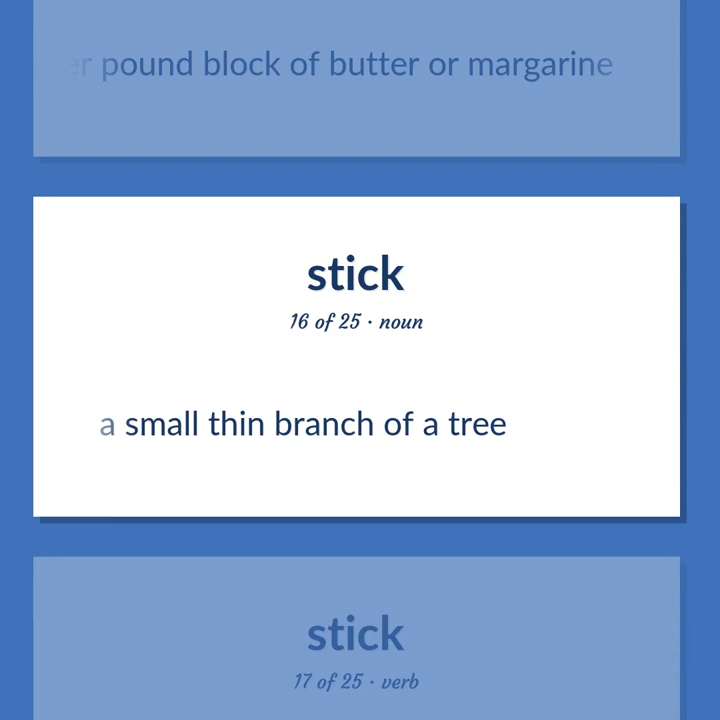 pound block of butter or margarine
stick
16 of 25 · noun
a small thin branch of a tree
stick
17 of 25 · verb